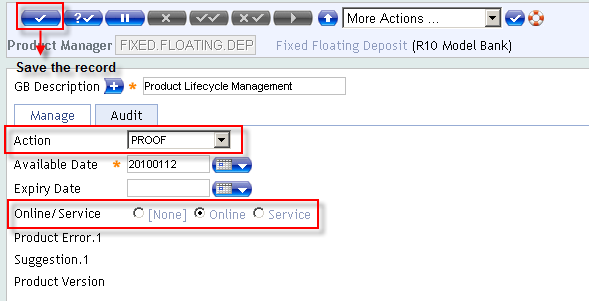 More Actions ...
Product Manager FIXED.FLOATING.DEP Fixed Floating Deposit (R10 Model Bank)
Save the record
GB Description * Product Lifecycle Management
Manage Audit
Action PROOF
Available Date * 20100112
Expiry Date
Online/Service [None] Online Service
Product Error.1
Suggestion.1
Product Version